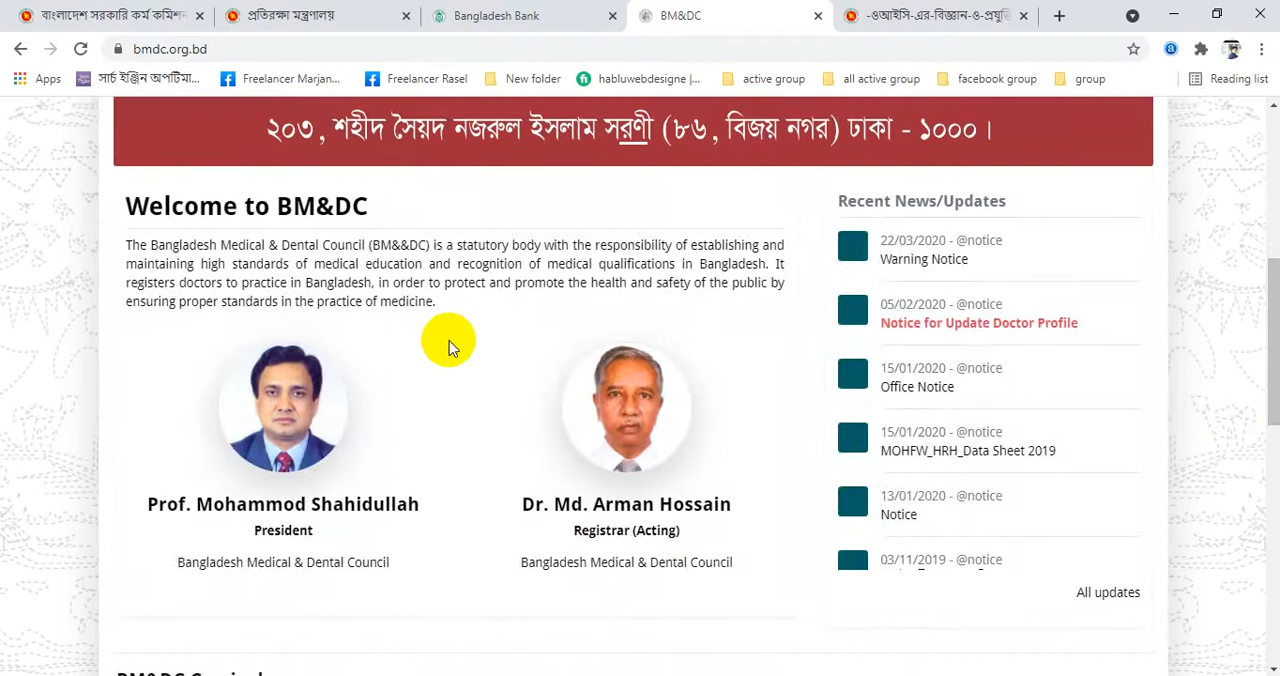 বাংলাদেশ সরকারি কর্ম কমিশন
প্রতিরক্ষা মন্ত্রণালয়
Bangladesh Bank
BM&DC
-ওআইসি-এর-বিজ্ঞান-ও-প্রযুক্তি
bmdc.org.bd
Apps
সার্চ ইঞ্জিন অপটিমা...
Freelancer Marjan...
Freelancer Rasel
New folder
habluwebdesigne |...
active group
all active group
facebook group
group
Reading list
২০৩, শহীদ সৈয়দ নজরুল ইসলাম সরণী (৮৬, বিজয় নগর) ঢাকা - ১০০০।
Welcome to BM&DC
The Bangladesh Medical & Dental Council (BM&&DC) is a statutory body with the responsibility of establishing and
maintaining high standards of medical education and recognition of medical qualifications in Bangladesh. It
registers doctors to practice in Bangladesh, in order to protect and promote the health and safety of the public by
ensuring proper standards in the practice of medicine.
Prof. Mohammod Shahidullah
President
Bangladesh Medical & Dental Council
Dr. Md. Arman Hossain
Registrar (Acting)
Bangladesh Medical & Dental Council
Recent News/Updates
22/03/2020 - @notice
Warning Notice
05/02/2020 - @notice
Notice for Update Doctor Profile
15/01/2020 - @notice
Office Notice
15/01/2020 - @notice
MOHFW_HRH_Data Sheet 2019
13/01/2020 - @notice
Notice
03/11/2019 - @notice
All updates